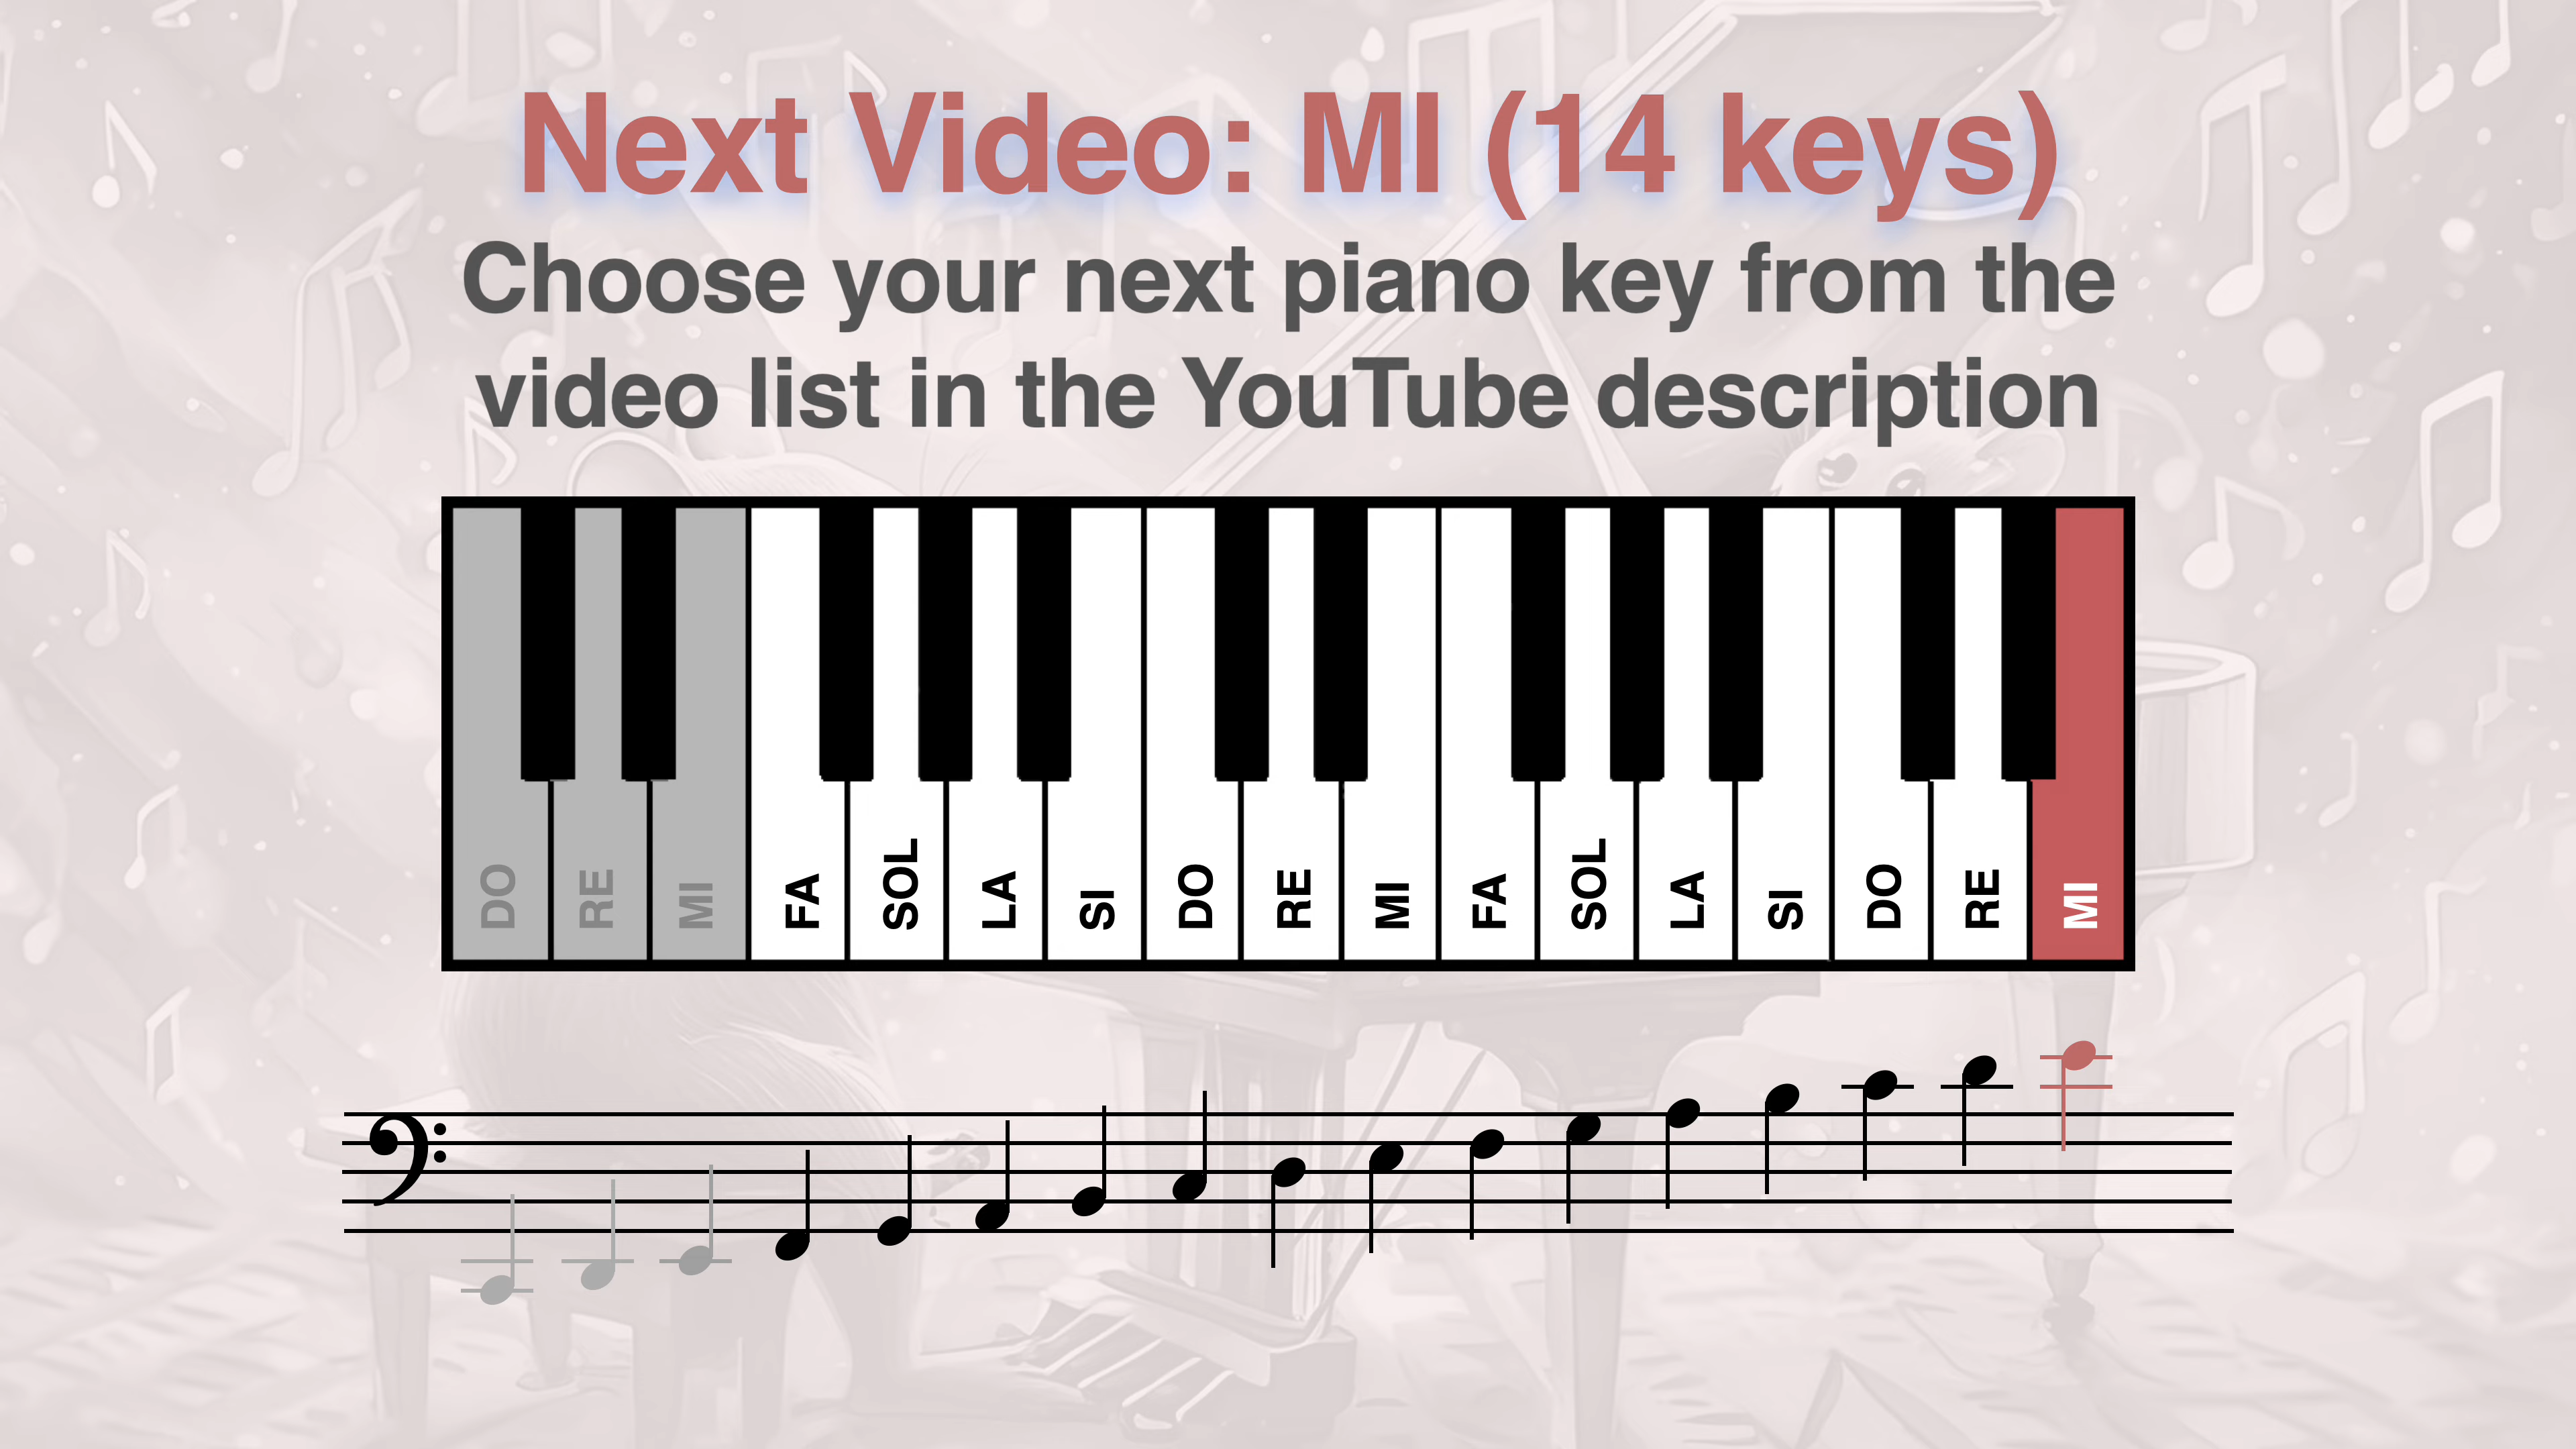 Next Video: MI (14 keys)
Choose your next piano key from the
video list in the YouTube description
DO RE MI FA SOL LA SI DO RE MI FA SOL LA SI DO RE MI